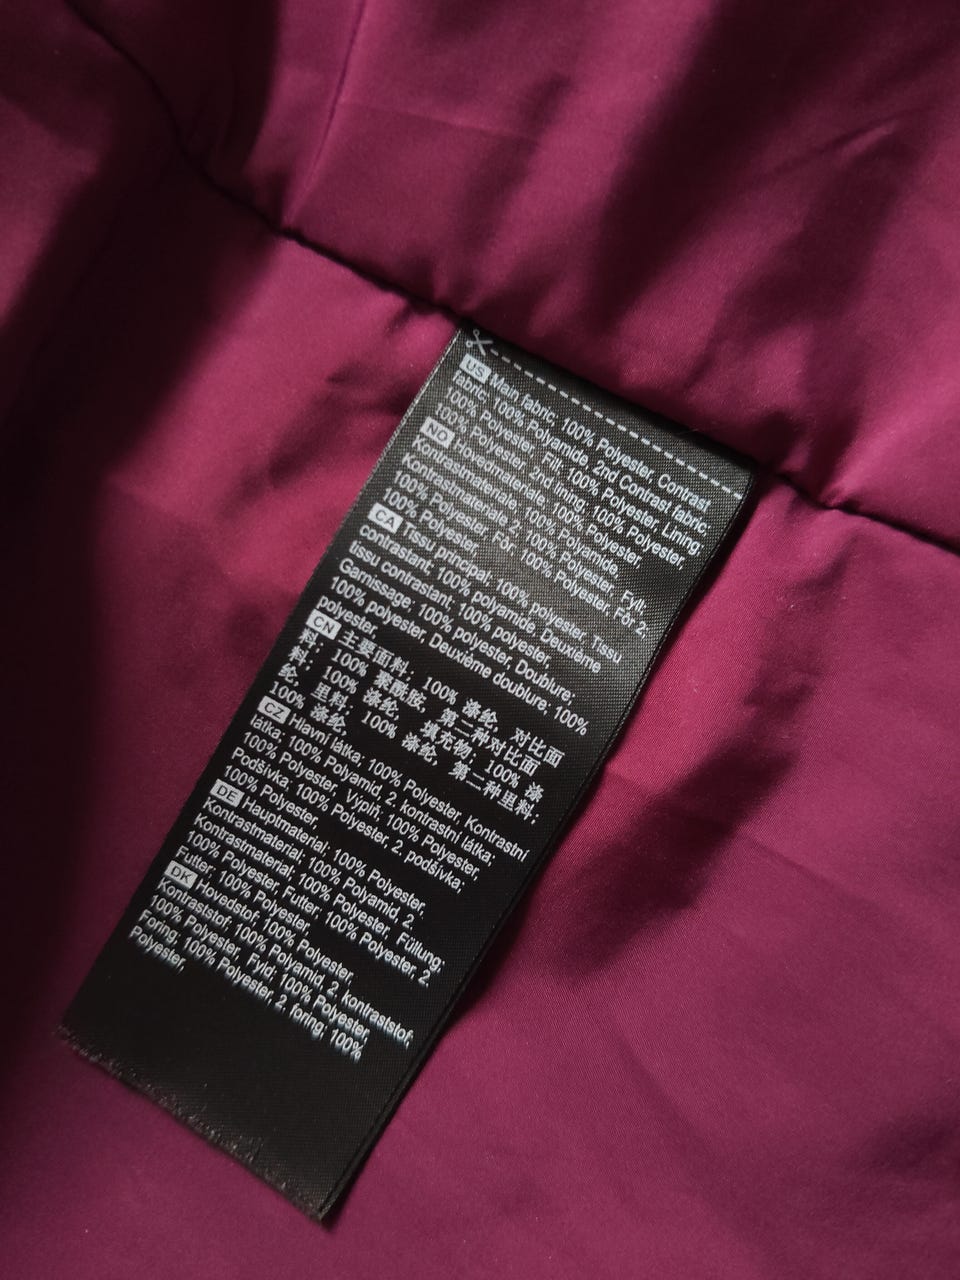 US Main fabric, 100% Polyester, Contrast
fabric: 100% Polyamide, 2nd Contrast fabric:
100% Polyester, Fill: 100% Polyester, Lining:
100%, Polyester, 2nd lining, 100% Polyester,
NO Hovedmateriale, 100% Polyester,
Kontrastmateriale, 100% Polyamide,
Kontrastmateriale 2: 100% Polyester, Fyll:
100% Polyester, Fôr: 100% Polyester, Fôr 2:
100% Polyester,
CA Tissu principal: 100% polyester, Tissu
contrastant: 100% polyamide, Deuxième
tissu contrastant: 100% polyester,
Garnissage: 100% polyester, Doublure:
100% polyester, Deuxième doublure: 100%
polyester,
CN 主要面料: 100% 涤纶, 对比面
料: 100% 聚酰胺, 第二种对比面
料: 100% 涤纶, 填充物: 100% 涤
纶, 里料: 100% 涤纶, 第二种里料:
100% 涤纶,
CZ Hlavní látka: 100% Polyester, Kontrastní
látka: 100% Polyamid, 2. kontrastní látka:
100% Polyester, Výplň, 100% Polyester
Podšívka, 100% Polyester, 2. podšívka:
100% Polyester,
DE Hauptmaterial: 100% Polyester,
Kontrastmaterial: 100% Polyamid, 2.
Kontrastmaterial: 100% Polyester, Füllung:
100% Polyester, Futter: 100% Polyester, 2.
Futter: 100% Polyester,
DK Hovedstof, 100% Polyester,
Kontraststof: 100% Polyamid, 2. kontraststof:
100% Polyester, Fyld, 100% Polyester,
Foring, 100% Polyester, 2. foring: 100%
Polyester,